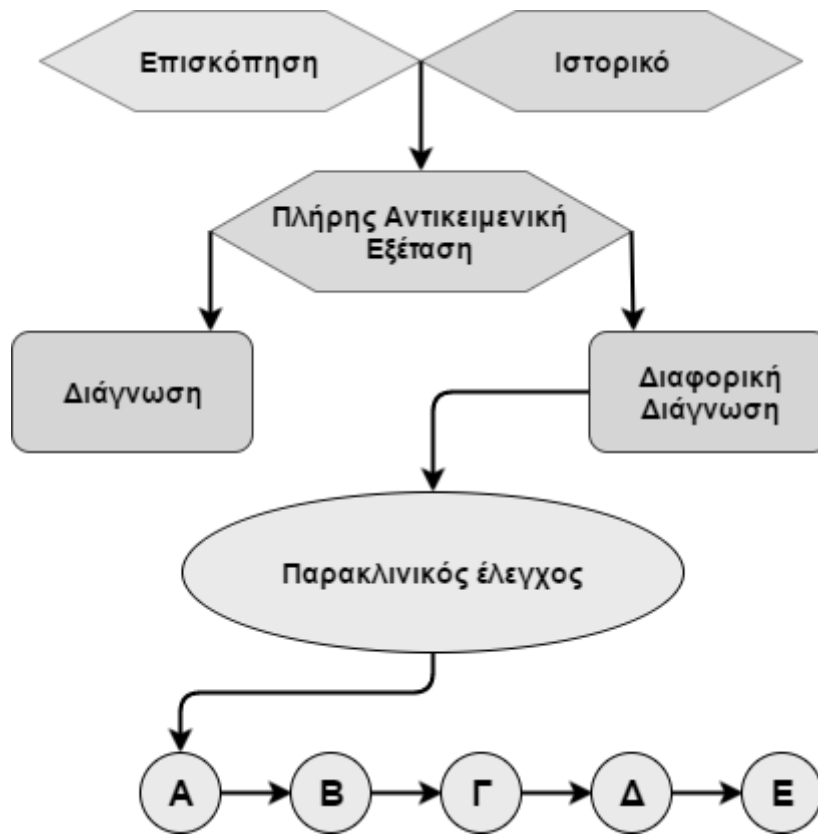 Επισκόπηση
Ιστορικό
Πλήρης Αντικειμενική
Εξέταση
Διάγνωση
Διαφορική
Διάγνωση
Παρακλινικός έλεγχος
Α
Β
Γ
Δ
Ε